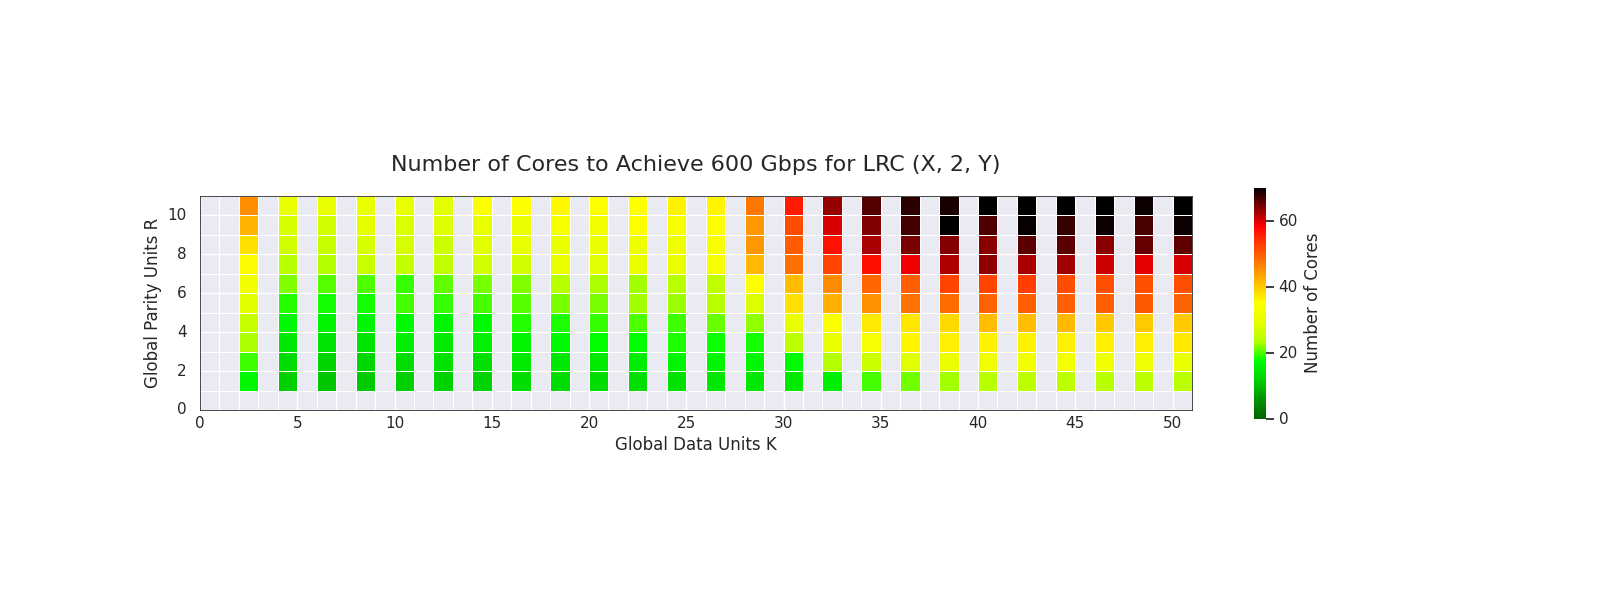 Number of Cores to Achieve 600 Gbps for LRC (X, 2, Y)
Global Parity Units R
10
8
6
4
2
0
0 5 10 15 20 25 30 35 40 45 50
Global Data Units K
60
40
20
0
Number of Cores